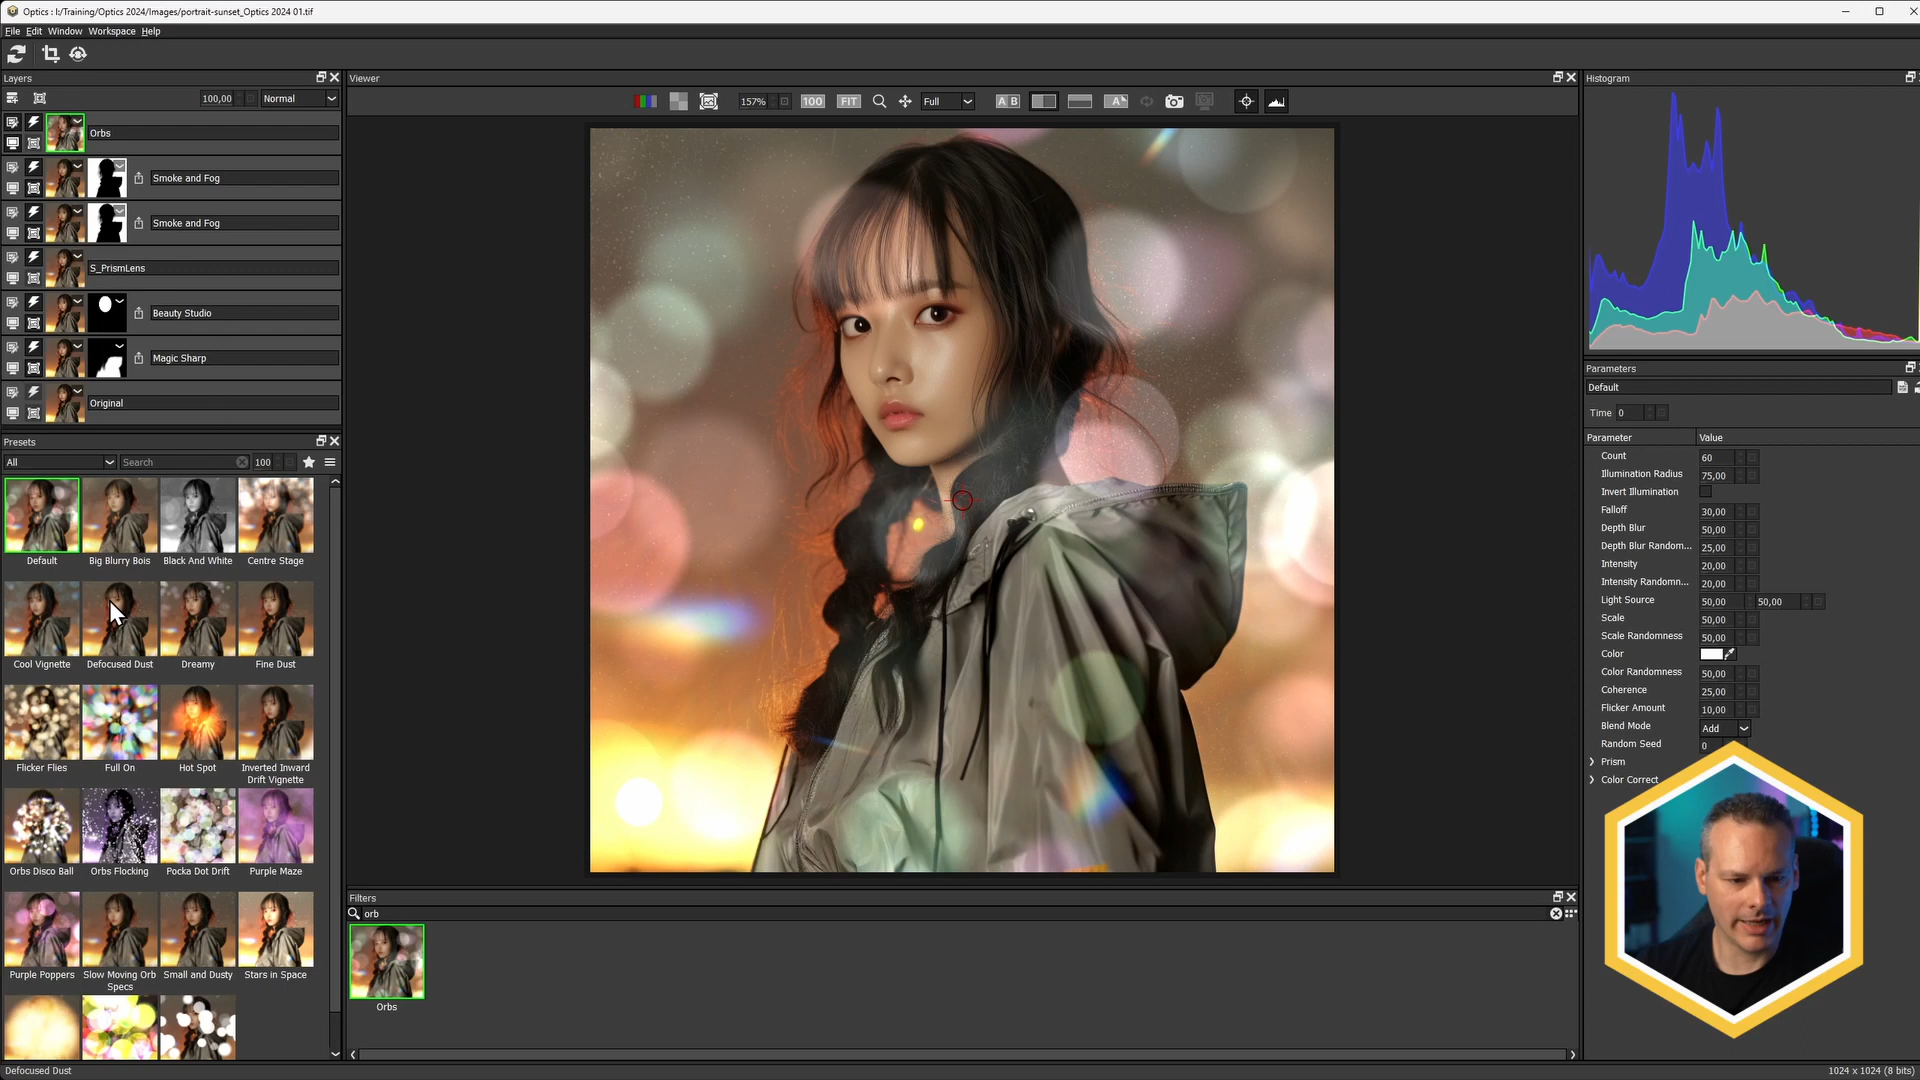 Optics : I:/Training/Optics 2024/Images/portrait-sunset_Optics 2024 01.tif
File Edit Window Workspace Help
Layers
100,00 Normal
Orbs
Smoke and Fog
Smoke and Fog
S_PrismLens
Beauty Studio
Magic Sharp
Original
Presets
All Search 100
Default Big Blurry Bois Black And White Centre Stage
Cool Vignette Defocused Dust Dreamy Fine Dust
Flicker Flies Full On Hot Spot Inverted Inward
Drift Vignette
Orbs Disco Ball Orbs Flocking Pocka Dot Drift Purple Maze
Purple Poppers Slow Moving Orb Small and Dusty Stars in Space
Specs
Defocused Dust
Viewer
157% 100 FIT Full A B A
Filters
orb
Orbs
Histogram
Parameters
Default
Time 0
Parameter Value
Count 60
Illumination Radius 75,00
Invert Illumination
Falloff 30,00
Depth Blur 50,00
Depth Blur Random... 25,00
Intensity 20,00
Intensity Randomn... 20,00
Light Source 50,00 50,00
Scale 50,00
Scale Randomness 50,00
Color
Color Randomness 50,00
Coherence 25,00
Flicker Amount 10,00
Blend Mode Add
Random Seed 0
Prism
Color Correct
1024 x 1024 (8 bits)